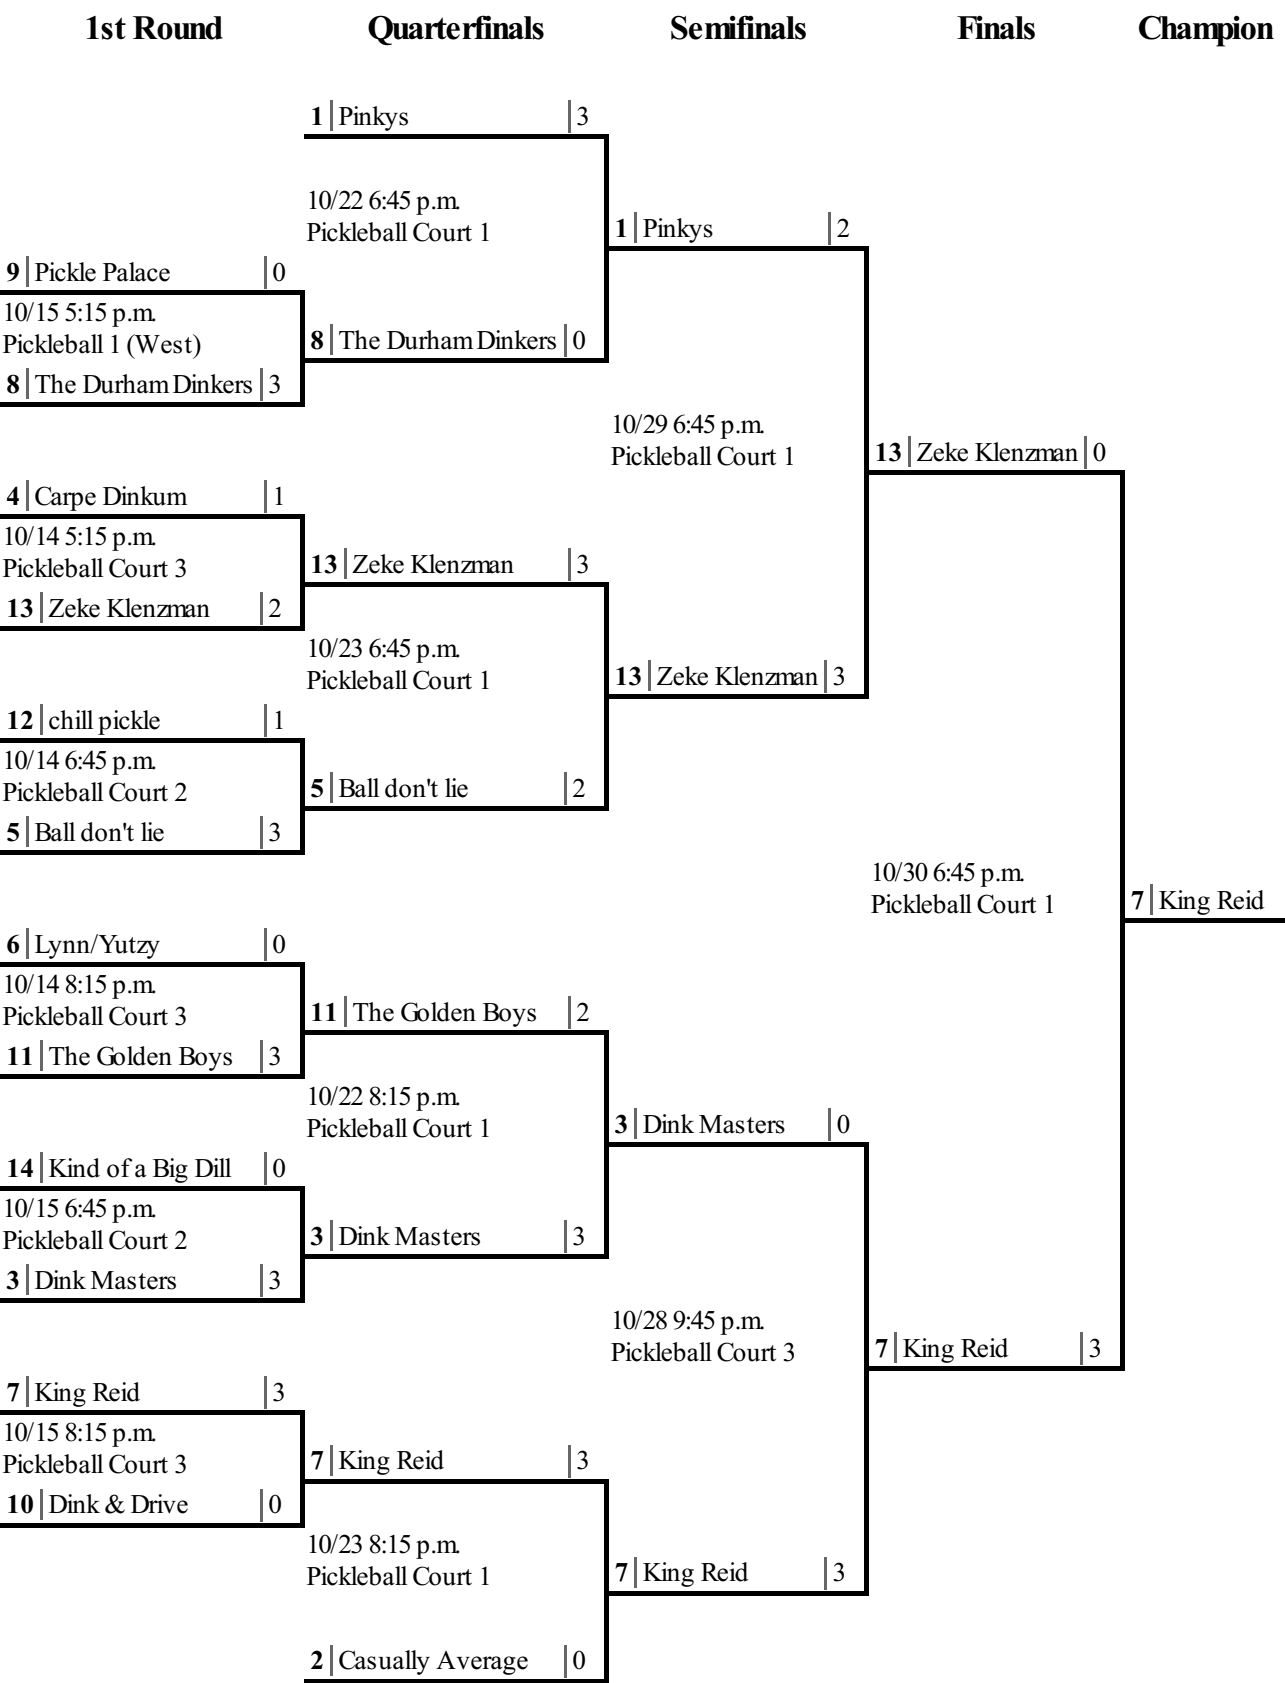 1st Round
Quarterfinals
Semifinals
Finals
Champion
1 Pinkys 3
10/22 6:45 p.m.
Pickleball Court 1
1 Pinkys 2
9 Pickle Palace 0
10/15 5:15 p.m.
Pickleball 1 (West)
8 The Durham Dinkers 0
8 The Durham Dinkers 3
10/29 6:45 p.m.
Pickleball Court 1
13 Zeke Klenzman 0
4 Carpe Dinkum 1
10/14 5:15 p.m.
Pickleball Court 3
13 Zeke Klenzman 3
13 Zeke Klenzman 2
10/23 6:45 p.m.
Pickleball Court 1
13 Zeke Klenzman 3
12 chill pickle 1
10/14 6:45 p.m.
Pickleball Court 2
5 Ball don't lie 2
5 Ball don't lie 3
10/30 6:45 p.m.
Pickleball Court 1
7 King Reid
6 Lynn/Yutzy 0
10/14 8:15 p.m.
Pickleball Court 3
11 The Golden Boys 2
11 The Golden Boys 3
10/22 8:15 p.m.
Pickleball Court 1
3 Dink Masters 0
14 Kind of a Big Dill 0
10/15 6:45 p.m.
Pickleball Court 2
3 Dink Masters 3
3 Dink Masters 3
10/28 9:45 p.m.
Pickleball Court 3
7 King Reid 3
7 King Reid 3
10/15 8:15 p.m.
Pickleball Court 3
7 King Reid 3
10 Dink & Drive 0
10/23 8:15 p.m.
Pickleball Court 1
7 King Reid 3
2 Casually Average 0